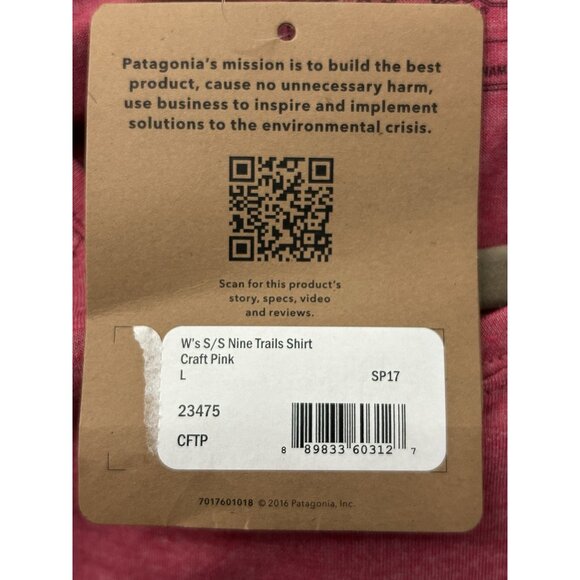 Patagonia's mission is to build the best
product, cause no unnecessary harm,
use business to inspire and implement
solutions to the environmental crisis.
Scan for this product's
story, specs, video
and reviews.
W's S/S Nine Trails Shirt
Craft Pink
L SP17
23475
CFTP
8 89833 60312 7
7017601018 © 2016 Patagonia, Inc.